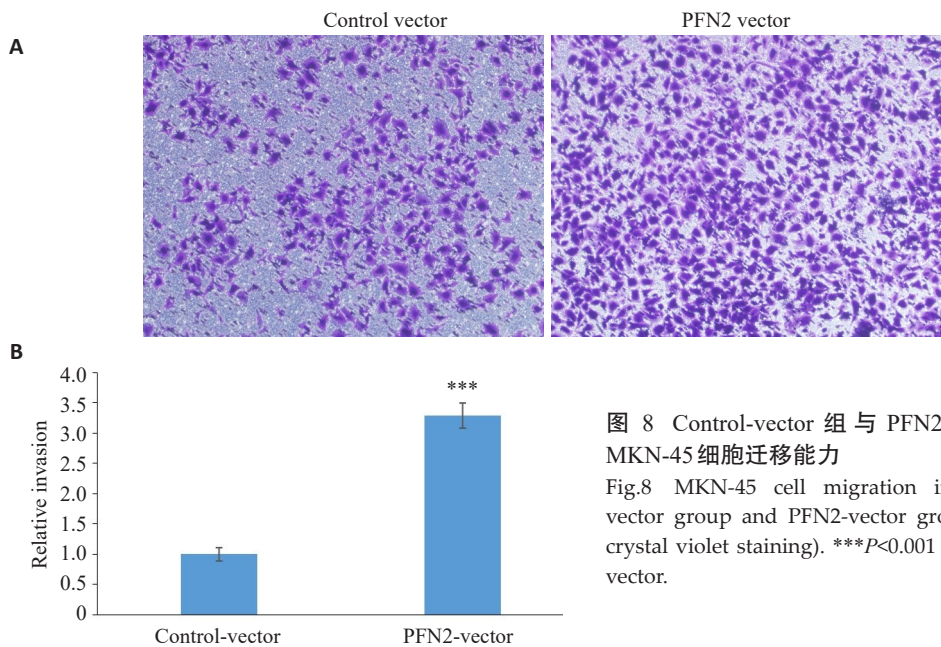 Control vector
PFN2 vector
A
B
4.0
3.5
3.0
2.5
2.0
1.5
1.0
0.5
0
Relative invasion
***
Control-vector
PFN2-vector
图 8 Control-vector 组 与 PFN2
MKN-45 细胞迁移能力
Fig.8 MKN-45 cell migration
vector group and PFN2-vector
crystal violet staining). ***P<0.001
vector.